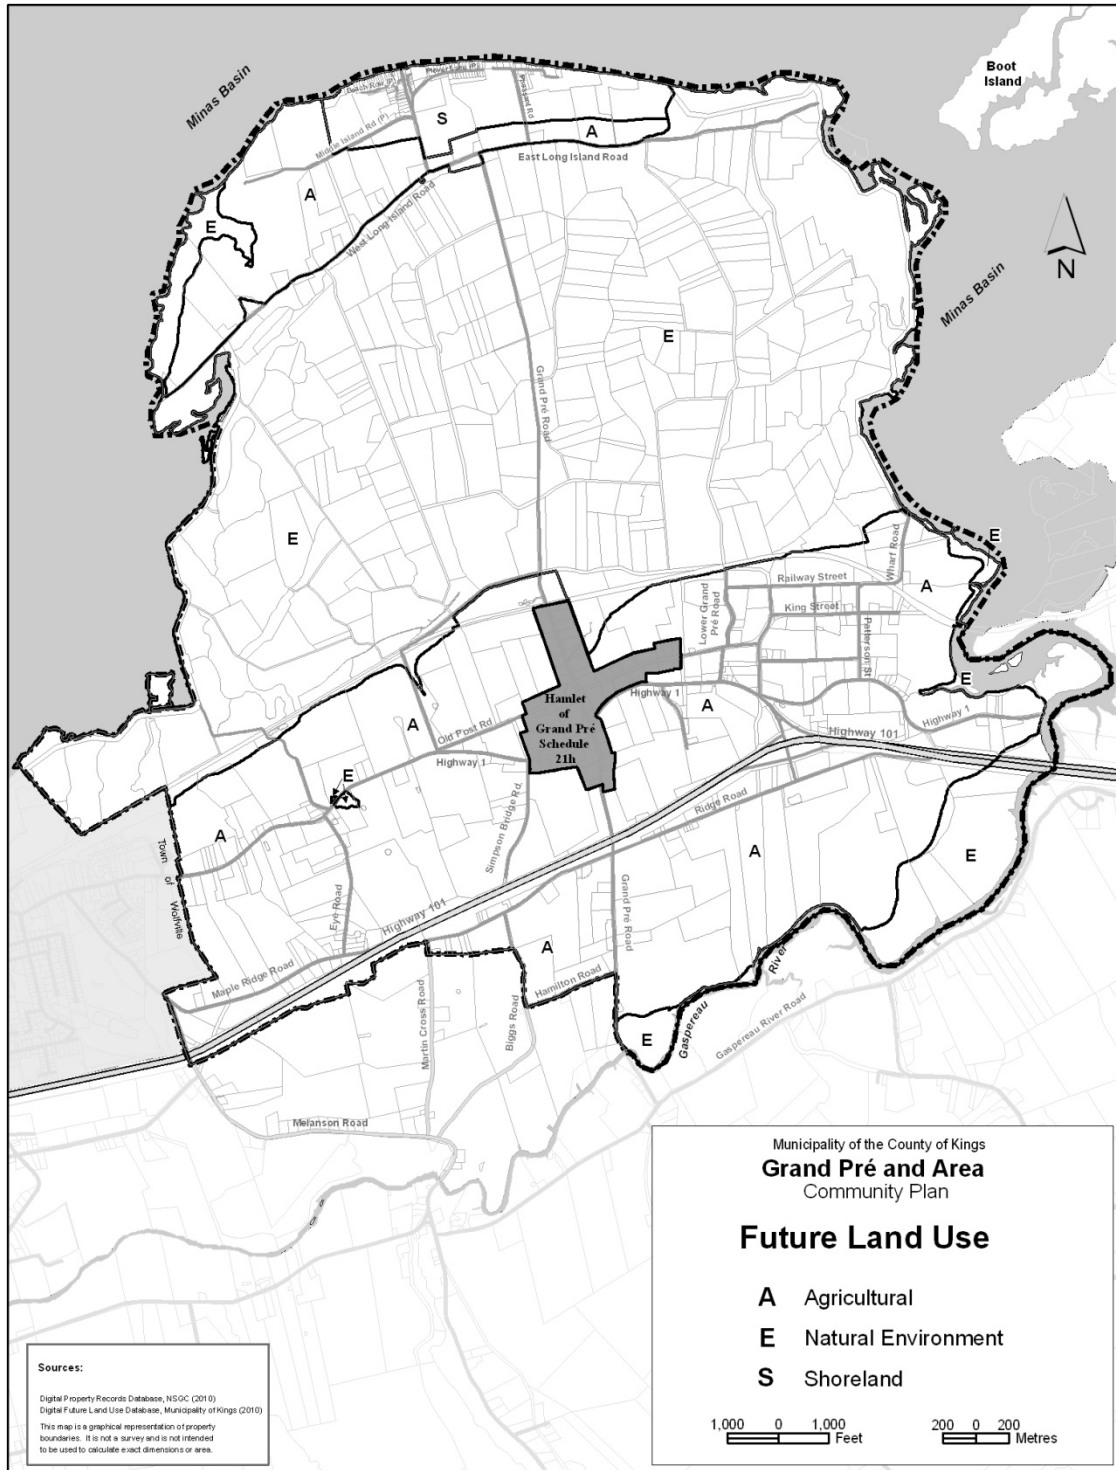 Boot
Island
Minas Basin
Plover Lane (P)
Beach Row (P)
Pleasant Rd
S
Middle Island Rd (P)
A
East Long Island Road
A
West Long Island Road
E
N
Minas Basin
E
Grand Pré Road
E
E
Wharf Road
Railway Street
A
King Street
Lower Grand
Pré Road
Patterson St
E
Hamlet
of
Grand Pré
Schedule
21h
Highway 1
A
Highway 1
Highway 101
A
Old Post Rd
Highway 1
E
Simpson Bridge Rd.
Ridge Road
A
Town of Wolfville
A
E
Eye Road
Highway 101
Grand Pré Road
A
Maple Ridge Road
Hamilton Road
Martin Cross Road
Biggs Road
Gaspereau River
Gaspereau River Road
E
Melanson Road
Municipality of the County of Kings
Grand Pré and Area
Community Plan
Future Land Use
A Agricultural
E Natural Environment
S Shoreland
1,000 0 1,000
Feet
200 0 200
Metres
Sources:
Digital Property Records Database, NSGC (2010)
Digital Future Land Use Database, Municipality of Kings (2010)
This map is a graphical representation of property
boundaries. It is not a survey and is not intended
to be used to calculate exact dimensions or area.